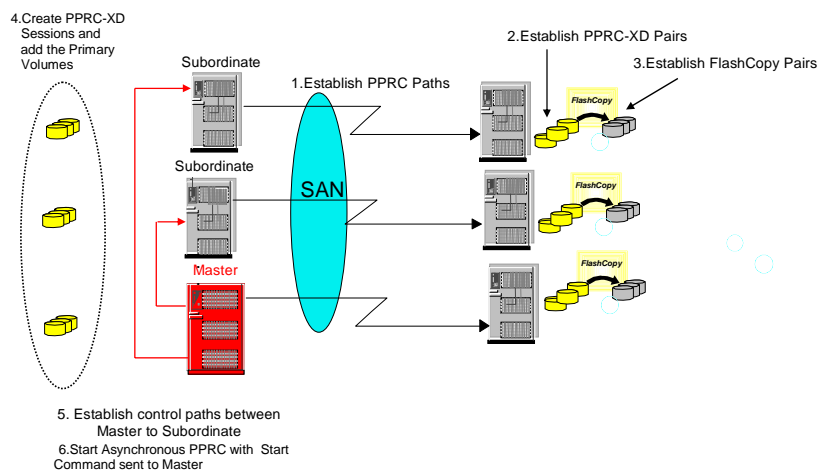 4.Create PPRC-XD
Sessions and
add the Primary
Volumes
Subordinate
1.Establish PPRC Paths
2.Establish PPRC-XD Pairs
3.Establish FlashCopy Pairs
FlashCopy
Subordinate
SAN
FlashCopy
Master
FlashCopy
5. Establish control paths between
Master to Subordinate
6.Start Asynchronous PPRC with Start
Command sent to Master